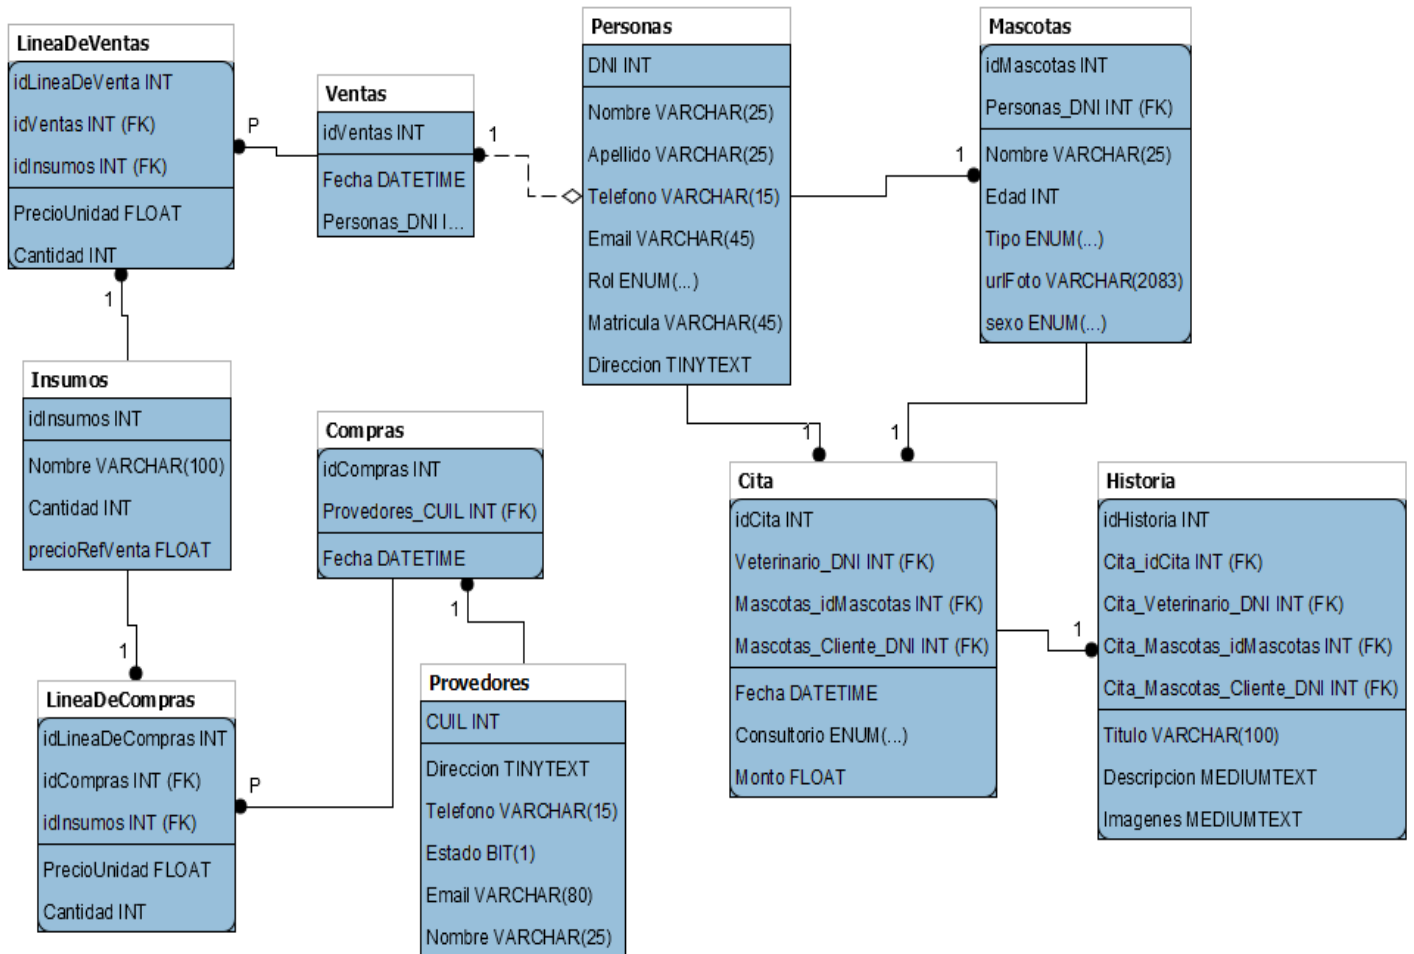 LineaDeVentas
idLineaDeVenta INT
idVentas INT (FK)
idInsumos INT (FK)
PrecioUnidad FLOAT
Cantidad INT
P
Ventas
idVentas INT
Fecha DATETIME
Personas_DNI I...
1
Personas
DNI INT
Nombre VARCHAR(25)
Apellido VARCHAR(25)
Telefono VARCHAR(15)
Email VARCHAR(45)
Rol ENUM(...)
Matricula VARCHAR(45)
Direccion TINYTEXT
1
Mascotas
idMascotas INT
Personas_DNI INT (FK)
Nombre VARCHAR(25)
Edad INT
Tipo ENUM(...)
urlFoto VARCHAR(2083)
sexo ENUM(...)
1
Insumos
idInsumos INT
Nombre VARCHAR(100)
Cantidad INT
precioRefVenta FLOAT
1
Compras
idCompras INT
Provedores_CUIL INT (FK)
Fecha DATETIME
1
1
1
Cita
idCita INT
Veterinario_DNI INT (FK)
Mascotas_idMascotas INT (FK)
Mascotas_Cliente_DNI INT (FK)
Fecha DATETIME
Consultorio ENUM(...)
Monto FLOAT
1
Historia
idHistoria INT
Cita_idCita INT (FK)
Cita_Veterinario_DNI INT (FK)
Cita_Mascotas_idMascotas INT (FK)
Cita_Mascotas_Cliente_DNI INT (FK)
Titulo VARCHAR(100)
Descripcion MEDIUMTEXT
Imagenes MEDIUMTEXT
1
LineaDeCompras
idLineaDeCompras INT
idCompras INT (FK)
idInsumos INT (FK)
PrecioUnidad FLOAT
Cantidad INT
P
Provedores
CUIL INT
Direccion TINYTEXT
Telefono VARCHAR(15)
Estado BIT(1)
Email VARCHAR(80)
Nombre VARCHAR(25)